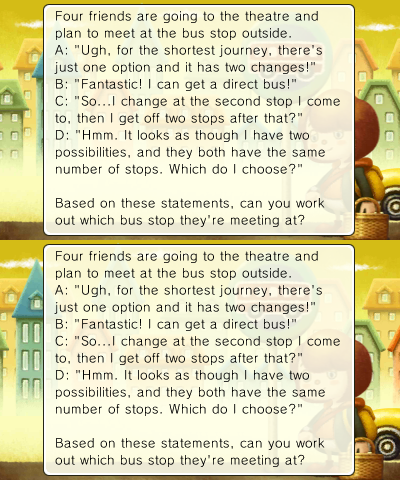 Four friends are going to the theatre and
plan to meet at the bus stop outside.
A: "Ugh, for the shortest journey, there's
just one option and it has two changes!"
B: "Fantastic! I can get a direct bus!"
C: "So...I change at the second stop I come
to, then I get off two stops after that?"
D: "Hmm. It looks as though I have two
possibilities, and they both have the same
number of stops. Which do I choose?"
Based on these statements, can you work
out which bus stop they're meeting at?
Four friends are going to the theatre and
plan to meet at the bus stop outside.
A: "Ugh, for the shortest journey, there's
just one option and it has two changes!"
B: "Fantastic! I can get a direct bus!"
C: "So...I change at the second stop I come
to, then I get off two stops after that?"
D: "Hmm. It looks as though I have two
possibilities, and they both have the same
number of stops. Which do I choose?"
Based on these statements, can you work
out which bus stop they're meeting at?